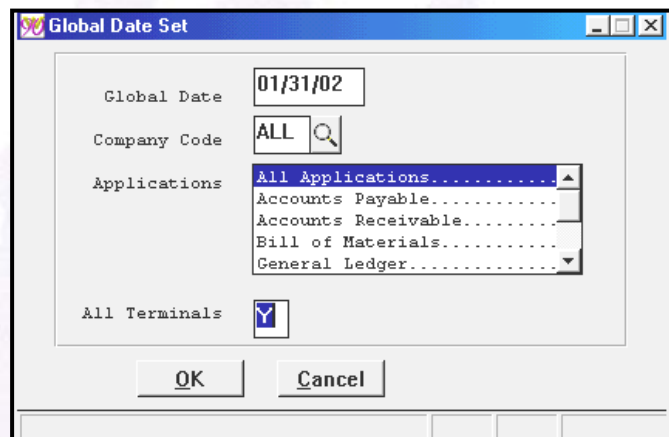 Global Date Set
Global Date 01/31/02
Company Code ALL
Applications All Applications............
Accounts Payable............
Accounts Receivable.........
Bill of Materials...........
General Ledger..............
All Terminals Y
OK Cancel